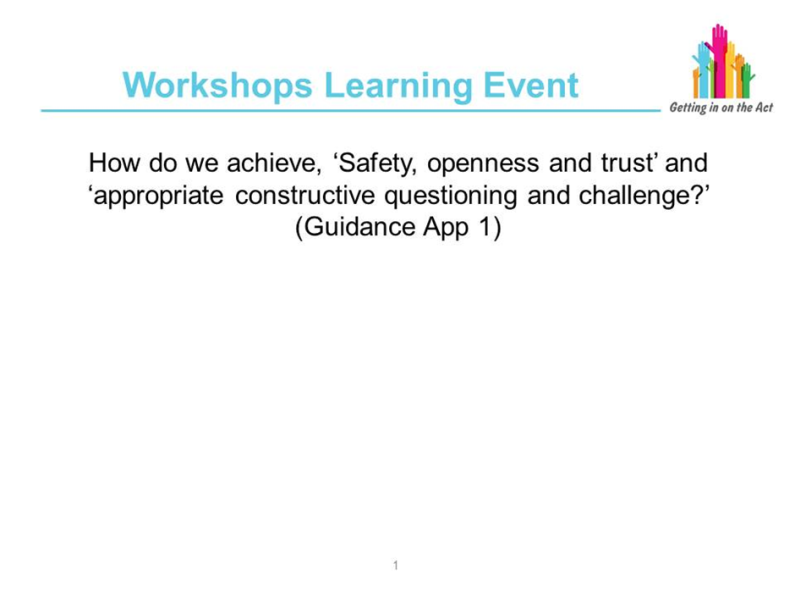 Workshops Learning Event
Getting in on the Act
How do we achieve, ‘Safety, openness and trust’ and
‘appropriate constructive questioning and challenge?’
(Guidance App 1)
1